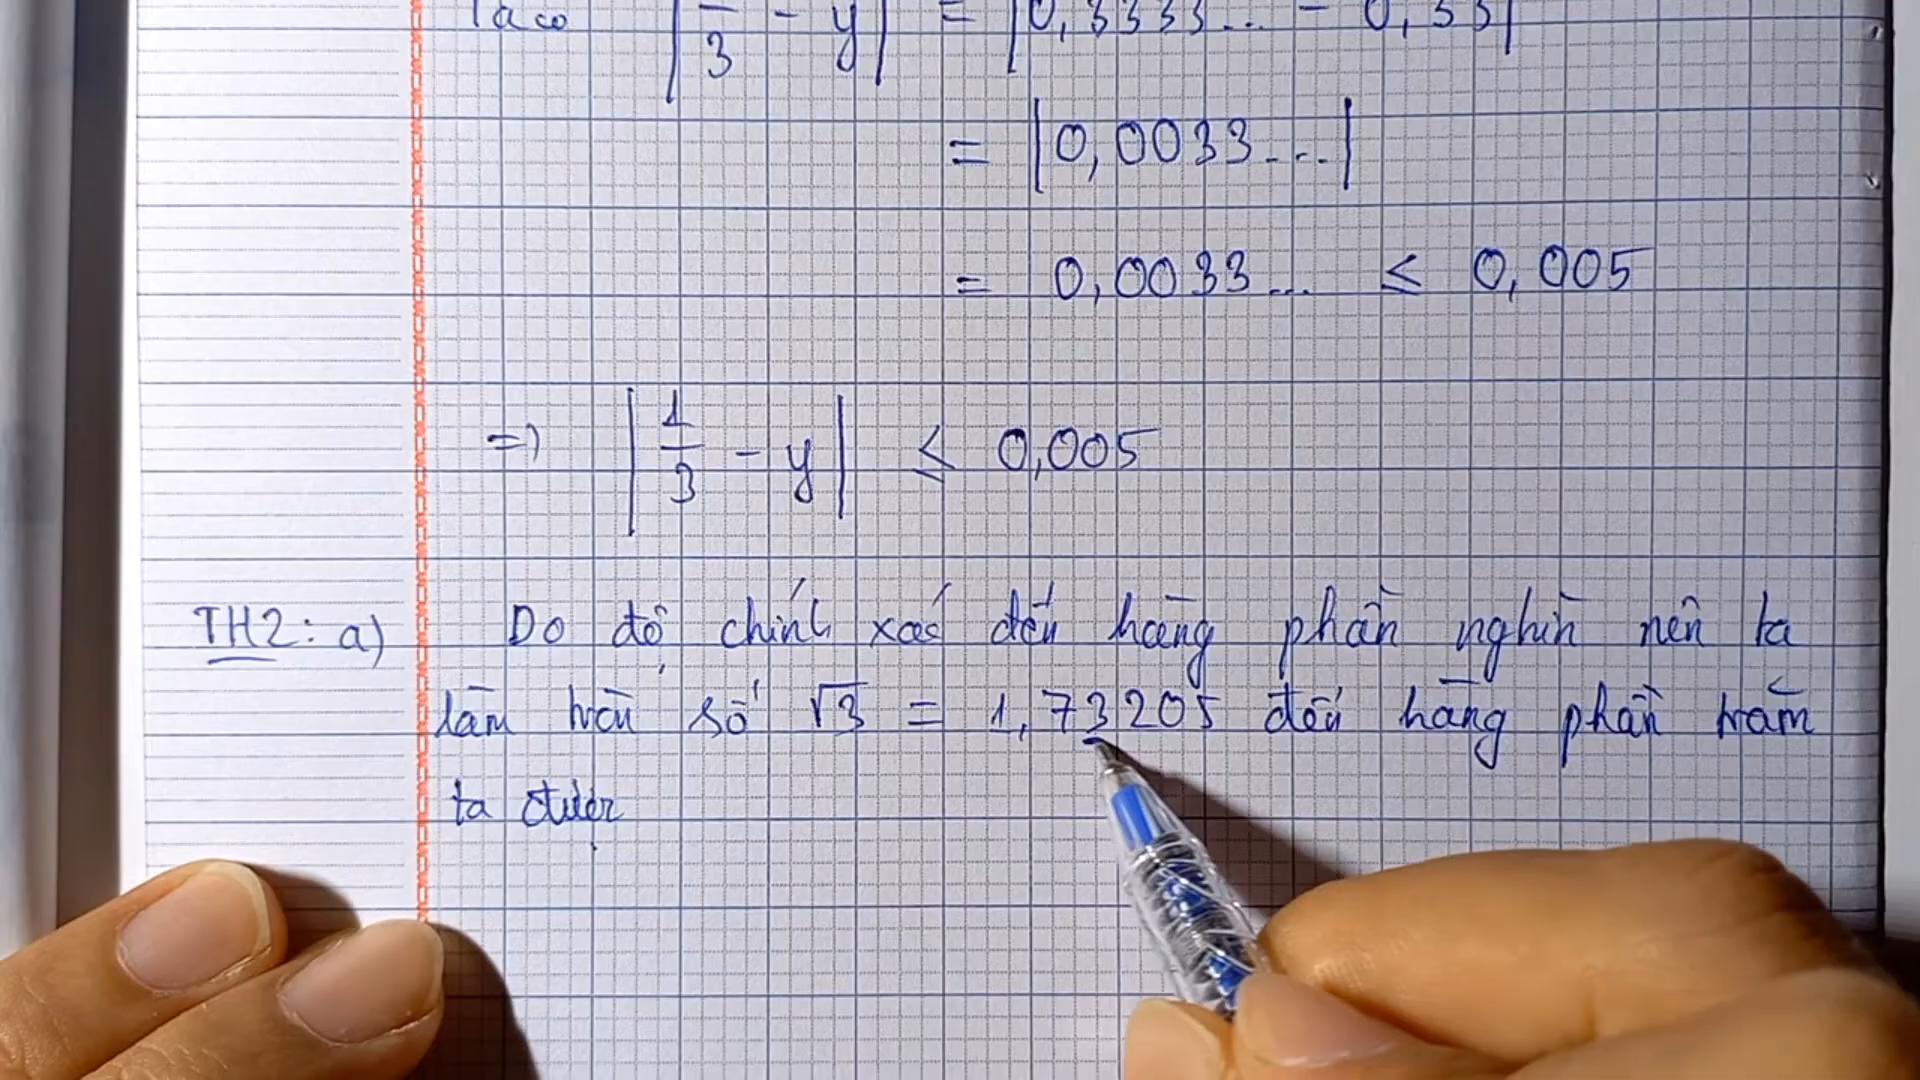 Ta có |1/3 - y| = |0,3333... - 0,33|
= |0,0033...|
= 0,0033... ≤ 0,005
=> |1/3 - y| ≤ 0,005
TH2: a) Do độ chính xác đến hàng phần nghìn nên ta
làm tròn số √3 = 1,73205 đến hàng phần trăm
ta được